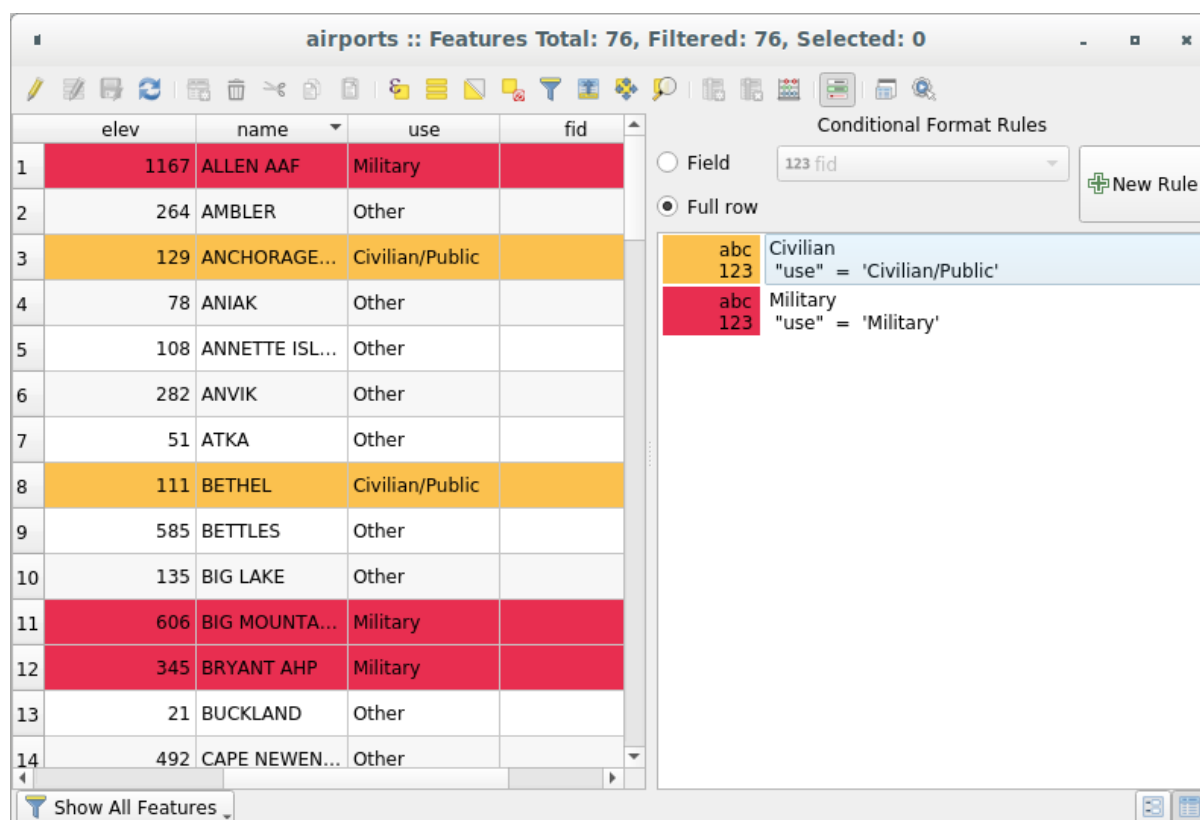 airports :: Features Total: 76, Filtered: 76, Selected: 0
elev name use fid
1 1167 ALLEN AAF Military
2 264 AMBLER Other
3 129 ANCHORAGE... Civilian/Public
4 78 ANIAK Other
5 108 ANNETTE ISL... Other
6 282 ANVIK Other
7 51 ATKA Other
8 111 BETHEL Civilian/Public
9 585 BETTLES Other
10 135 BIG LAKE Other
11 606 BIG MOUNTA... Military
12 345 BRYANT AHP Military
13 21 BUCKLAND Other
14 492 CAPE NEWEN... Other
Show All Features
Conditional Format Rules
Field 123 fid
Full row
New Rule
abc Civilian
123 "use" = 'Civilian/Public'
abc Military
123 "use" = 'Military'